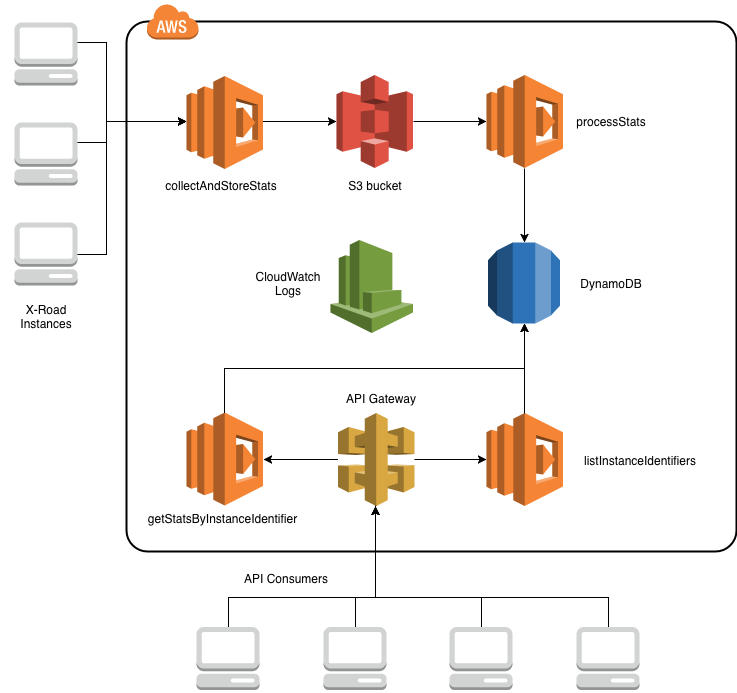 AWS
collectAndStoreStats
S3 bucket
processStats
X-Road
Instances
CloudWatch
Logs
DynamoDB
API Gateway
getStatsByInstanceIdentifier
listInstanceIdentifiers
API Consumers